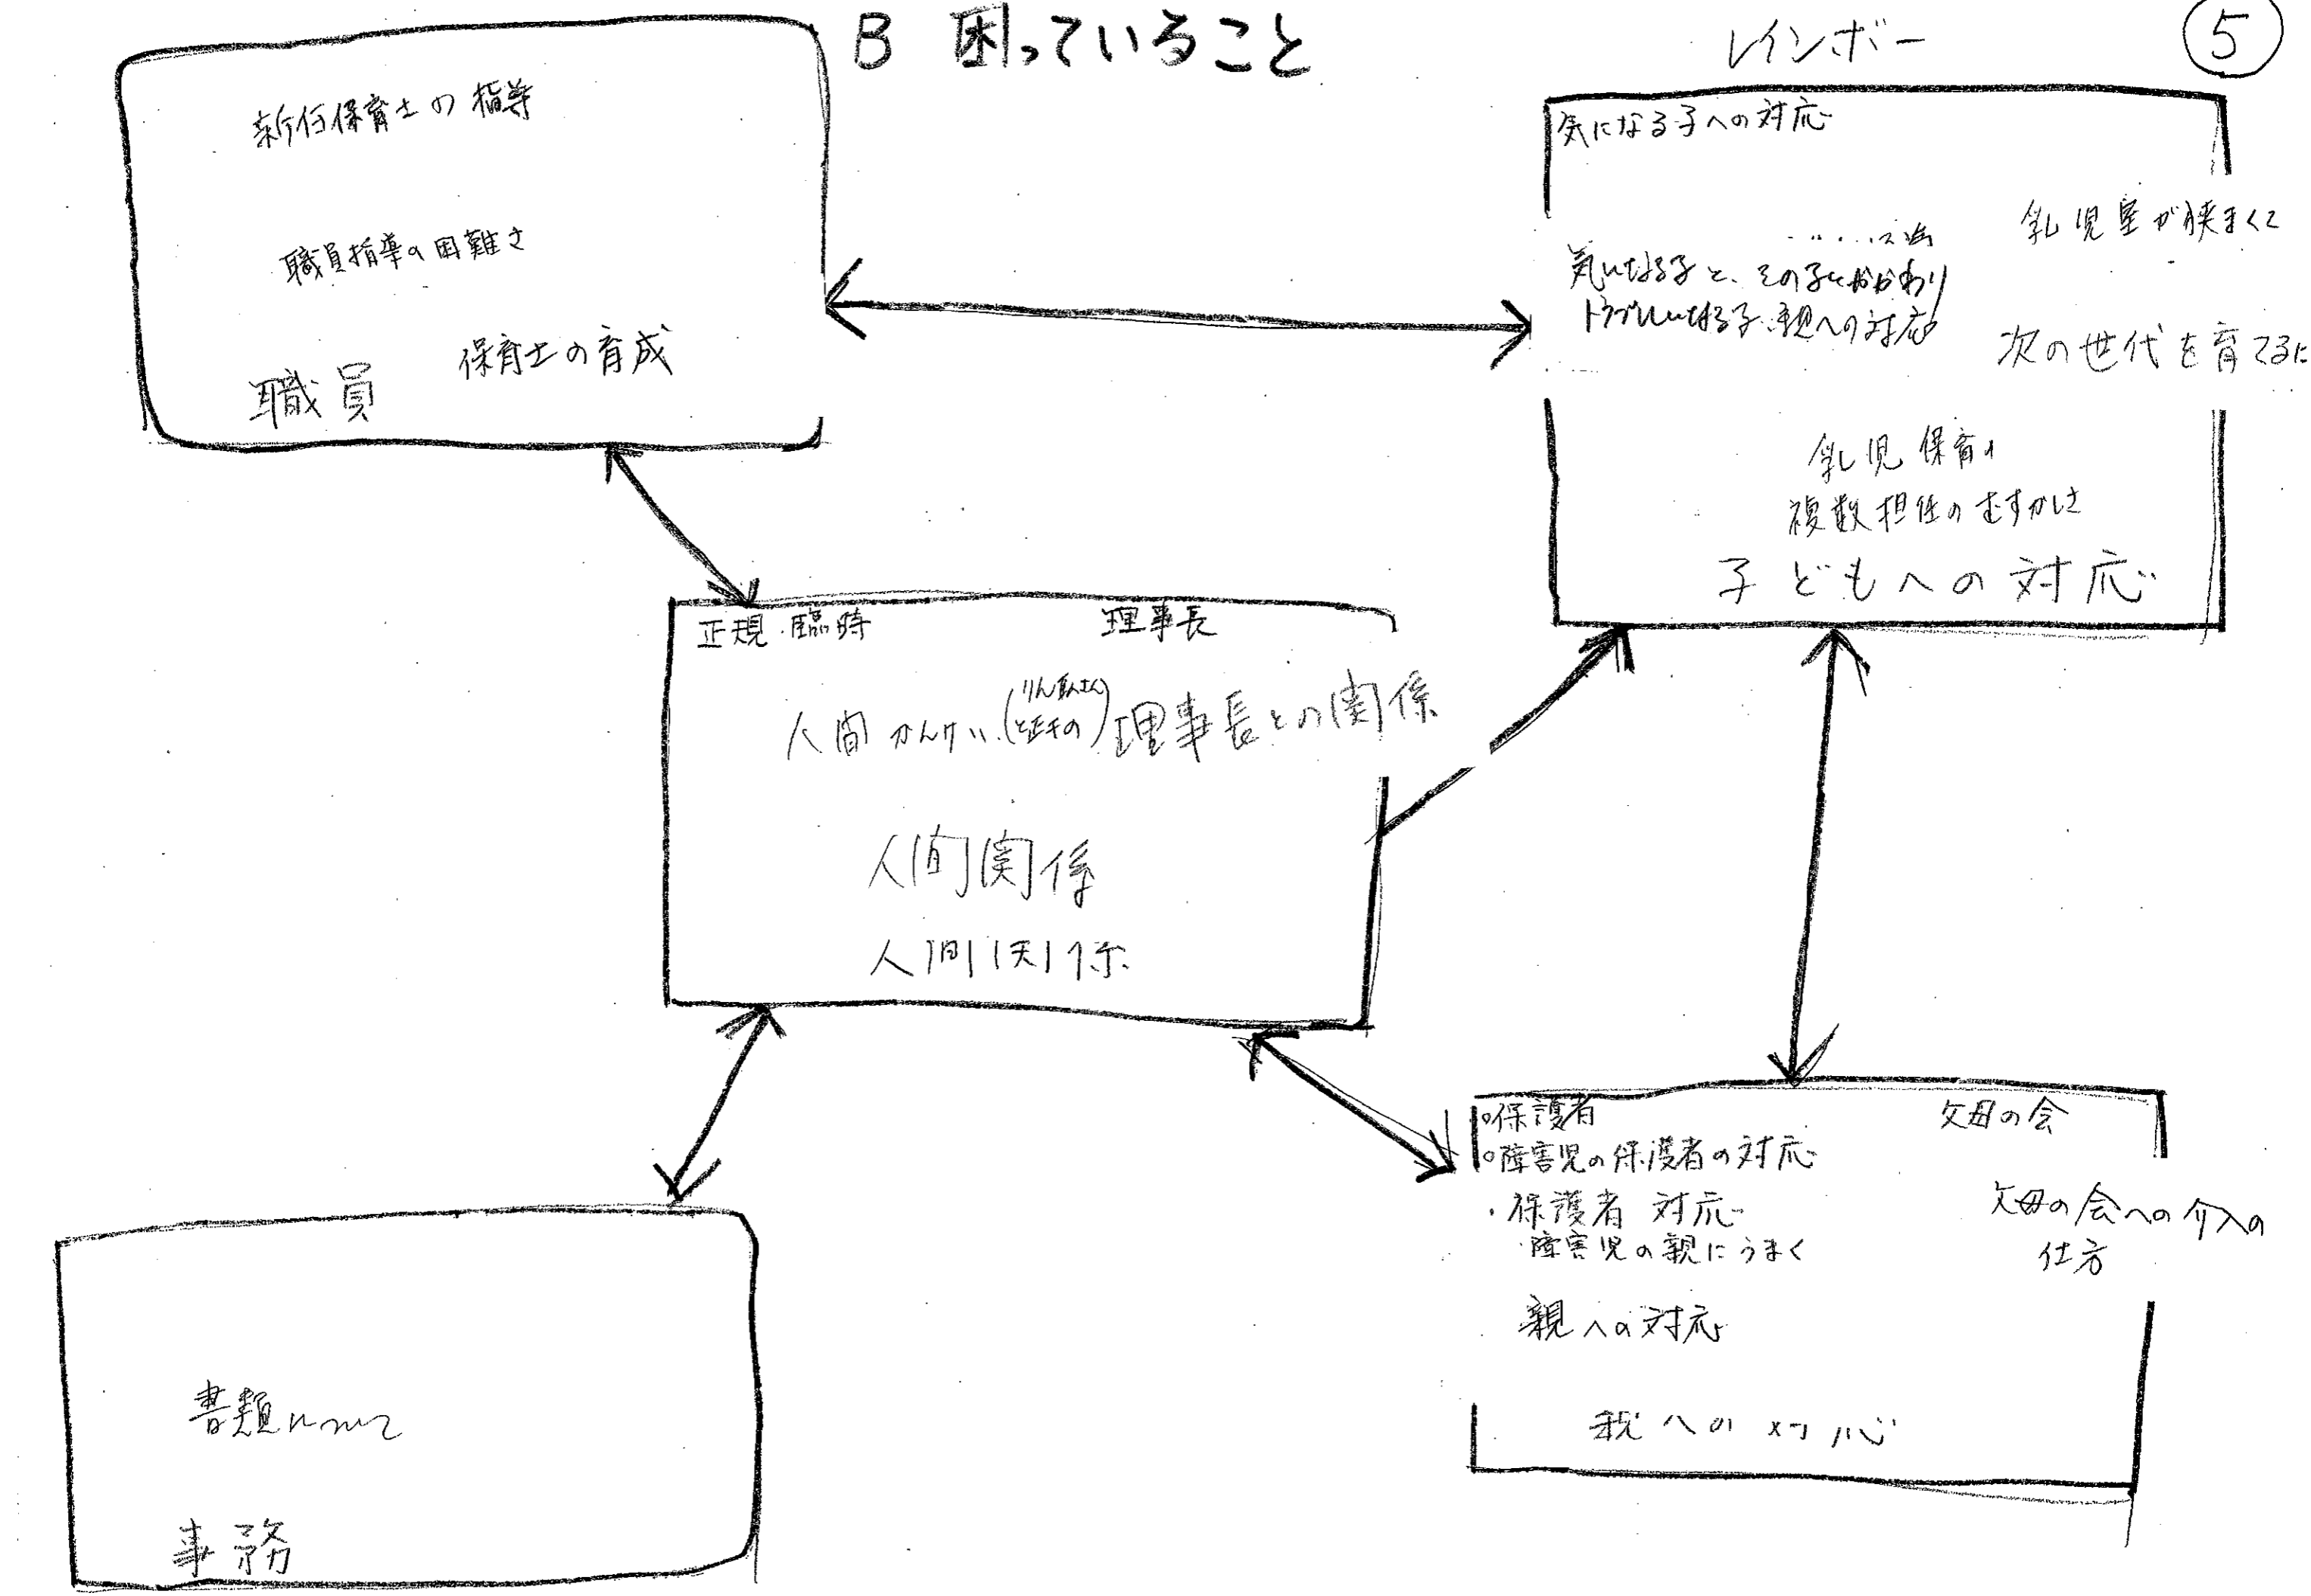 B 困っていること
レインボー
⑤
新任保育士の指導
職員指導の困難さ
保育士の育成
職員
気になる子への対応
乳児室が狭まくて
気になる子と、その子とかかわり
トラブルになる子、親への対応
次の世代を育てるに
乳児保育の
複数担任のむずかしさ
子どもへの対応
正規・臨時
理事長
人間かんけい
理事長との関係
人間関係
人間関係
○保護者
○障害児の保護者の対応
・保護者 対応
・障害児の親にうまく
親への対応
親への対応
父母の会
父母の会への介入の
仕方
書類について
事務